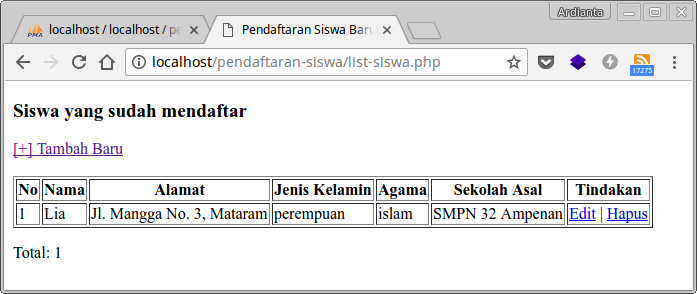 Ardianta
localhost / localhost / pe
Pendaftaran Siswa Baru
localhost/pendaftaran-siswa/list-siswa.php
17275
Siswa yang sudah mendaftar
[+] Tambah Baru
No Nama Alamat Jenis Kelamin Agama Sekolah Asal Tindakan
1 Lia Jl. Mangga No. 3, Mataram perempuan islam SMPN 32 Ampenan Edit | Hapus
Total: 1